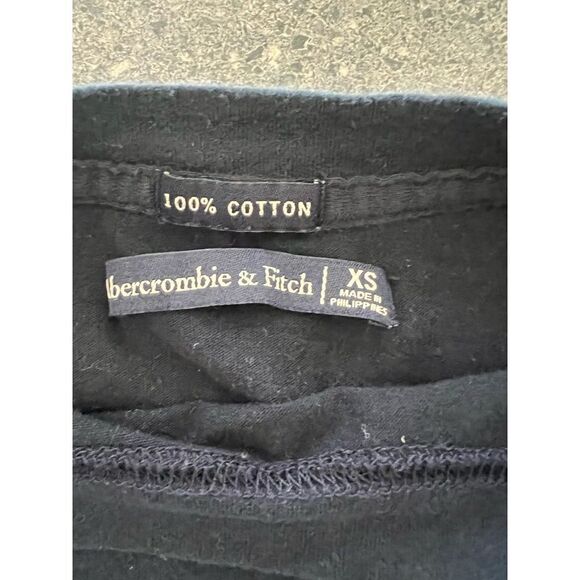 100% COTTON
Abercrombie & Fitch
XS
MADE IN
PHILIPPINES